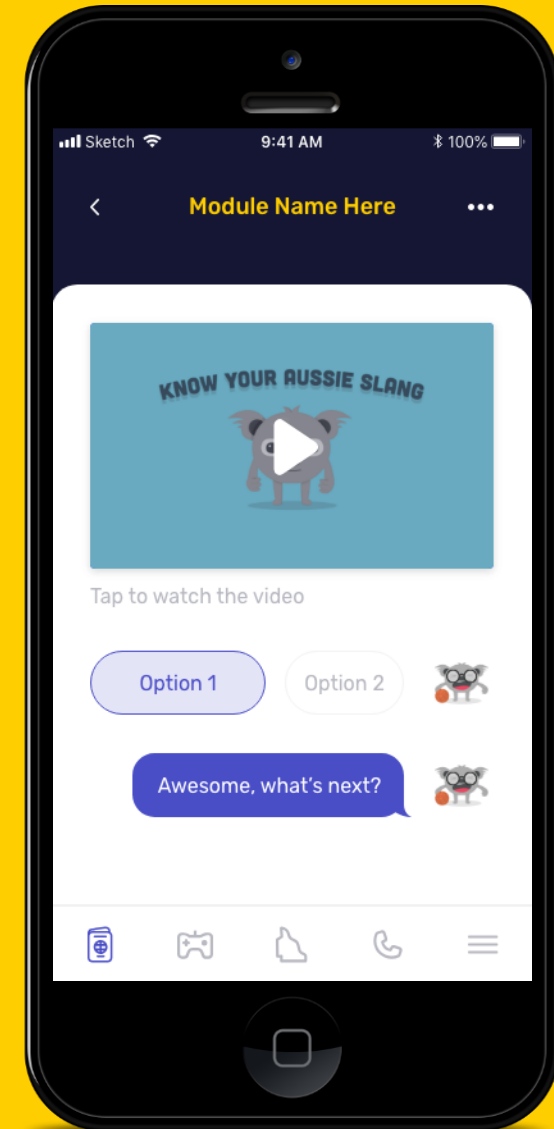 Sketch 9:41 AM 100%
Module Name Here
KNOW YOUR AUSSIE SLANG
Tap to watch the video
Option 1 Option 2
Awesome, what's next?